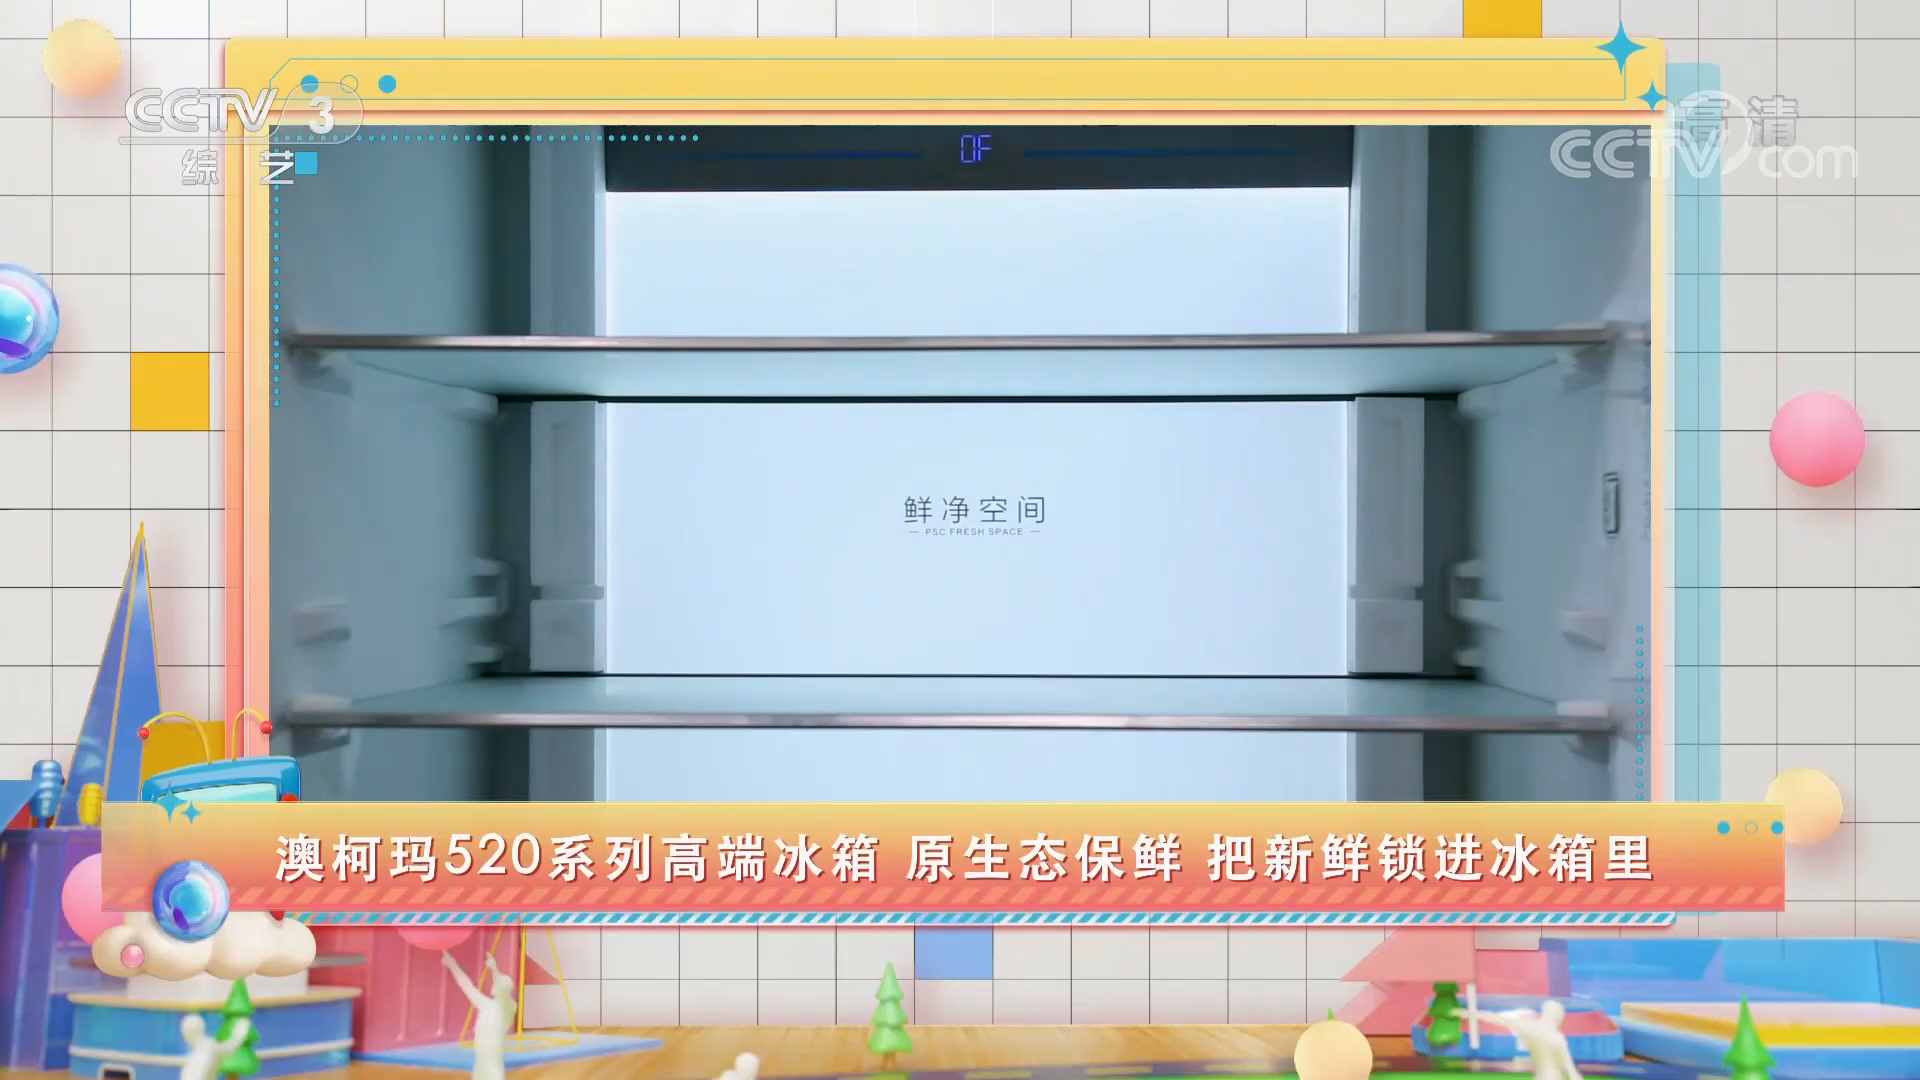 CCTV 3
综艺
高清
CCTV.com
0F
鲜净空间
— PSC FRESH SPACE —
澳柯玛520系列高端冰箱 原生态保鲜 把新鲜锁进冰箱里